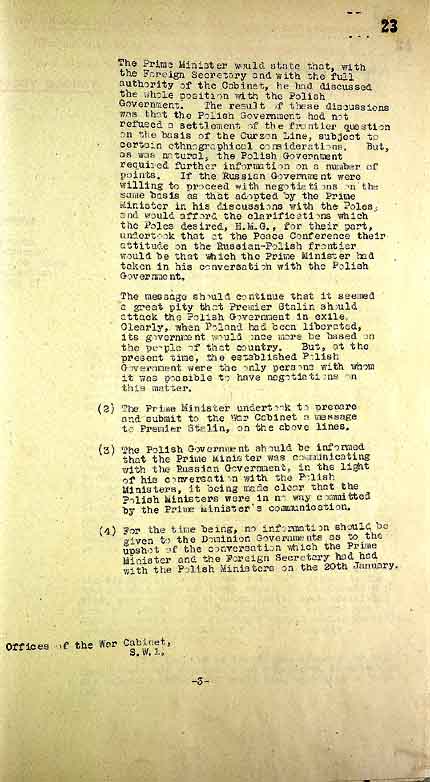 23
The Prime Minister would state that, with
the Foreign Secretary and with the full
authority of the Cabinet, he had discussed
the whole position with the Polish
Government. The result of these discussions
was that the Polish Government had not
refused a settlement of the frontier question
on the basis of the Curzon Line, subject to
certain ethnographical considerations. But,
as was natural, the Polish Government
required further information on a number of
points. If the Russian Government were
willing to proceed with negotiations on the
same basis as that adopted by the Prime
Minister in his discussions with the Poles,
and would afford the clarifications which
the Poles desired, H.M.G., for their part,
undertook that at the Peace Conference their
attitude on the Russian-Polish frontier
would be that which the Prime Minister had
taken in his conversation with the Polish
Government.
The message should continue that it seemed
a great pity that Premier Stalin should
attack the Polish Government in exile.
Clearly, when Poland had been liberated,
its government would once more be based on
the people of that country. But, at the
present time, the established Polish
Government were the only persons with whom
it was possible to have negotiations on
this matter.
(2) The Prime Minister undertook to prepare
and submit to the War Cabinet a message
to Premier Stalin, on the above lines.
(3) The Polish Government should be informed
that the Prime Minister was communicating
with the Russian Government, in the light
of his conversation with the Polish
Ministers, it being made clear that the
Polish Ministers were in no way committed
by the Prime Minister's communication.
(4) For the time being, no information should be
given to the Dominion Governments as to the
upshot of the conversation which the Prime
Minister and the Foreign Secretary had had
with the Polish Ministers on the 20th January.
Offices of the War Cabinet,
S.W.1.
-3-